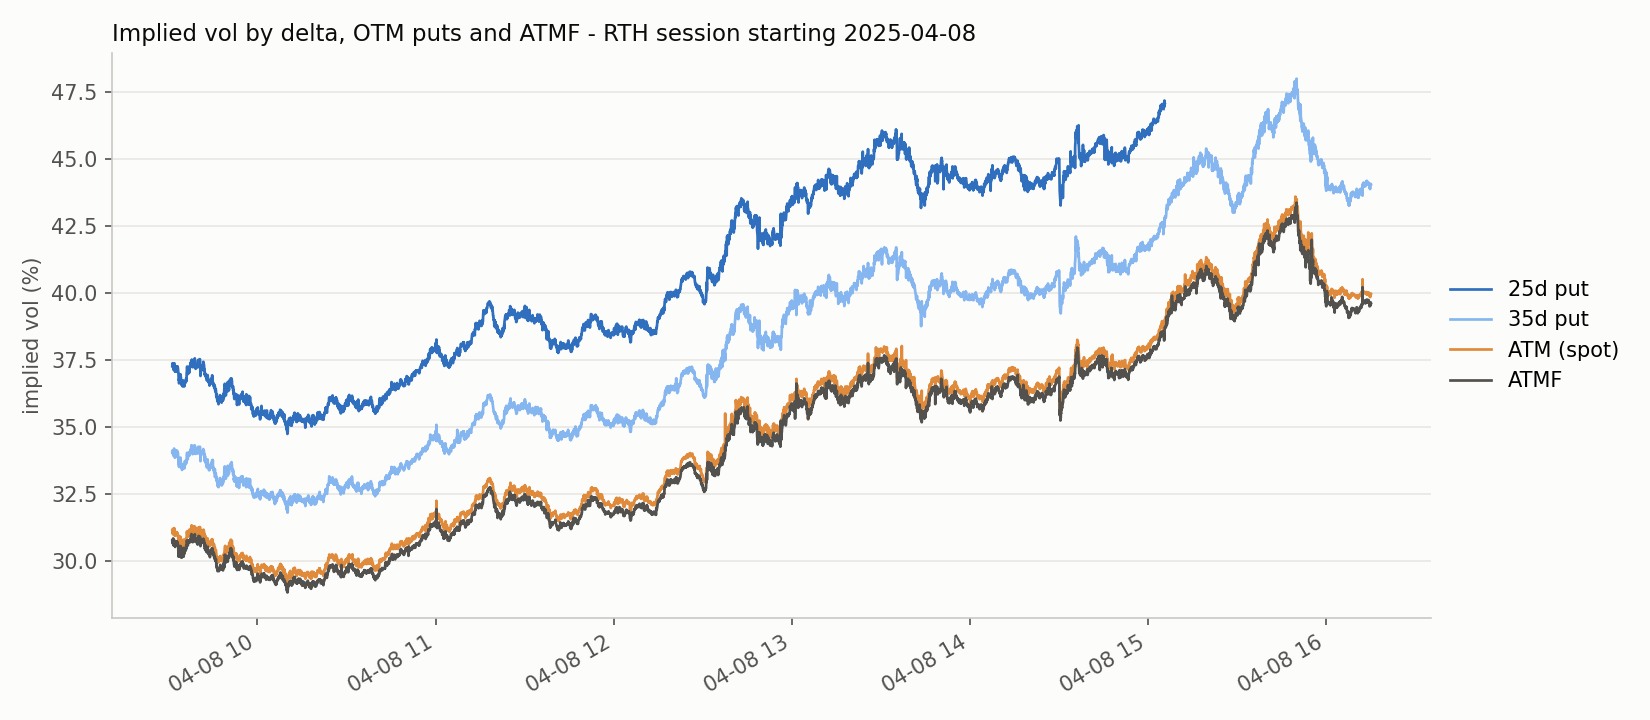 Implied vol by delta, OTM puts and ATMF - RTH session starting 2025-04-08
implied vol (%)
47.5
45.0
42.5
40.0
37.5
35.0
32.5
30.0
04-08 10
04-08 11
04-08 12
04-08 13
04-08 14
04-08 15
04-08 16
25d put
35d put
ATM (spot)
ATMF